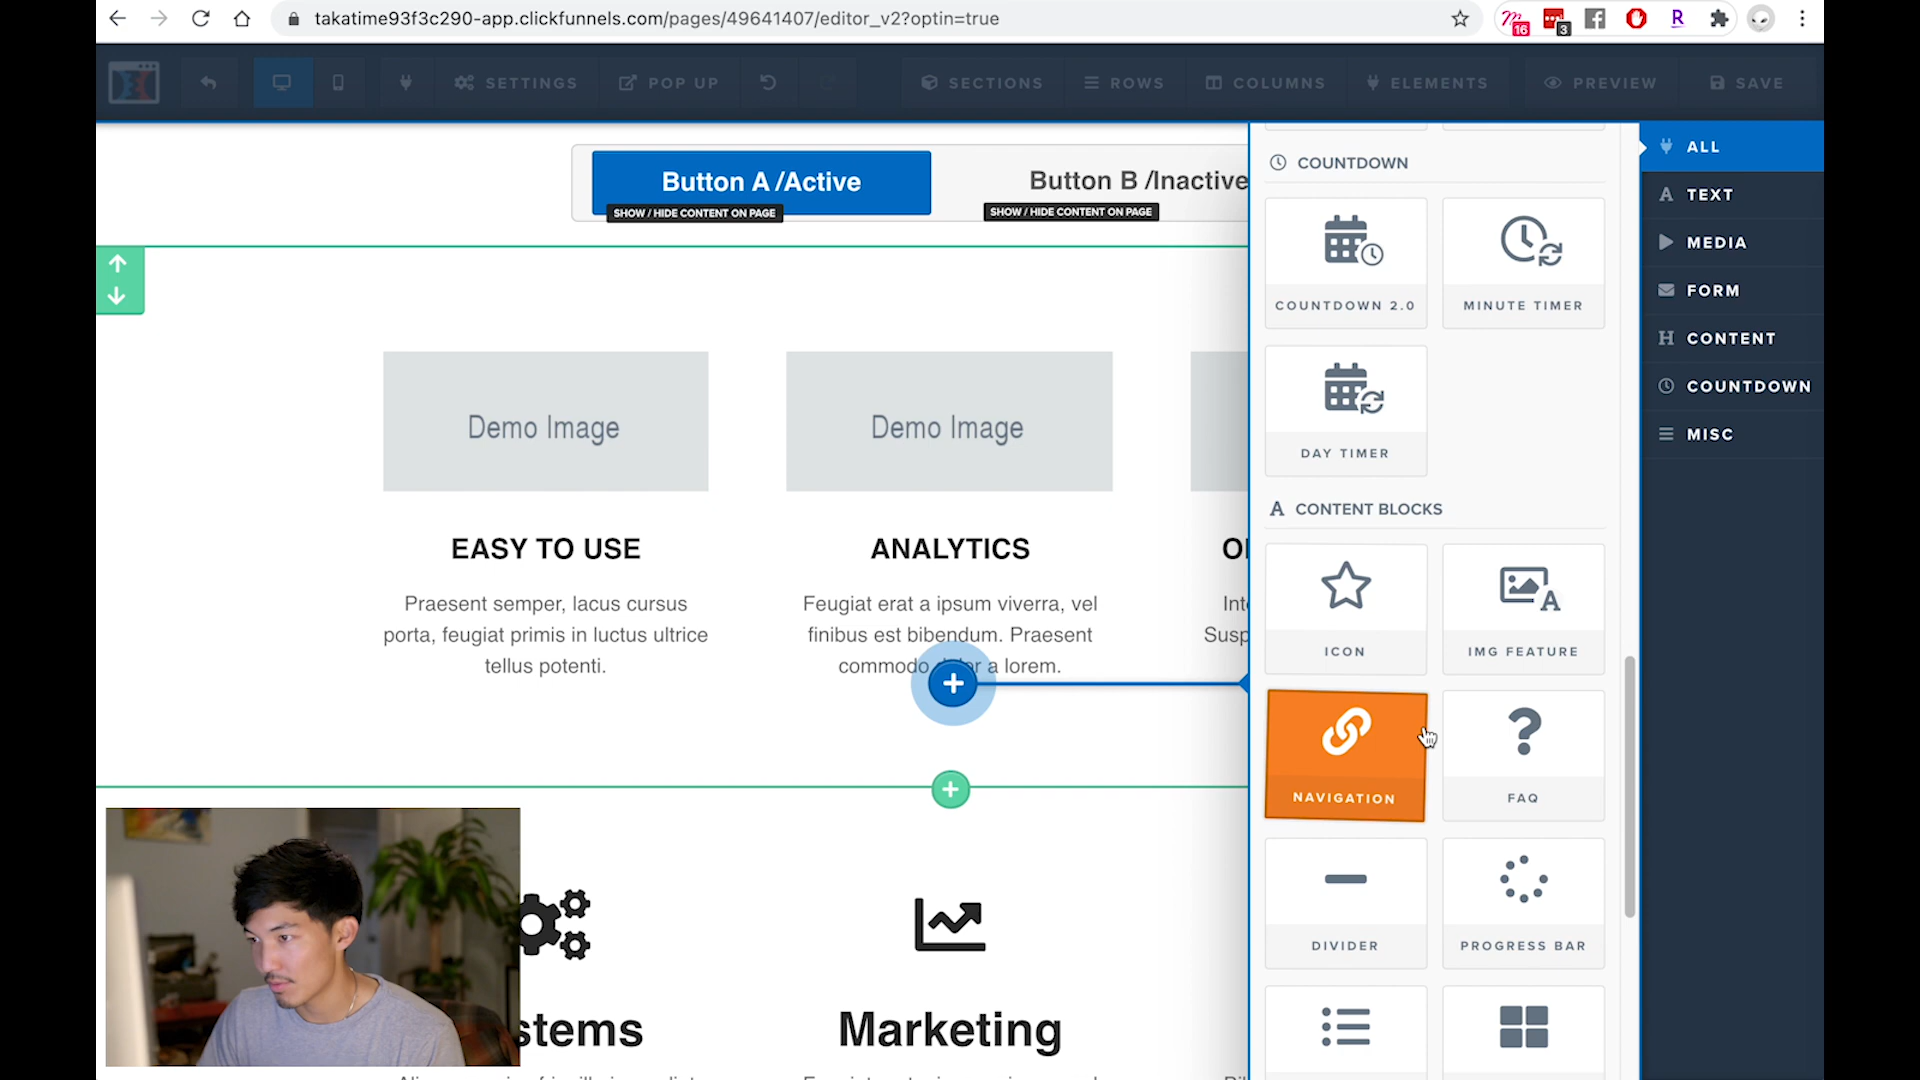 takatime93f3c290-app.clickfunnels.com/pages/49641407/editor_v2?optin=true
16
3
R
SETTINGS
POP UP
SECTIONS
ROWS
COLUMNS
ELEMENTS
PREVIEW
SAVE
Button A /Active
SHOW / HIDE CONTENT ON PAGE
Button B /Inactive
SHOW / HIDE CONTENT ON PAGE
Demo Image
Demo Image
EASY TO USE
ANALYTICS
Praesent semper, lacus cursus
porta, feugiat primis in luctus ultrice
tellus potenti.
Feugiat erat a ipsum viverra, vel
finibus est bibendum. Praesent
commodo dolor a lorem.
stems
Marketing
COUNTDOWN
COUNTDOWN 2.0
MINUTE TIMER
DAY TIMER
CONTENT BLOCKS
ICON
IMG FEATURE
NAVIGATION
FAQ
DIVIDER
PROGRESS BAR
ALL
TEXT
MEDIA
FORM
CONTENT
COUNTDOWN
MISC